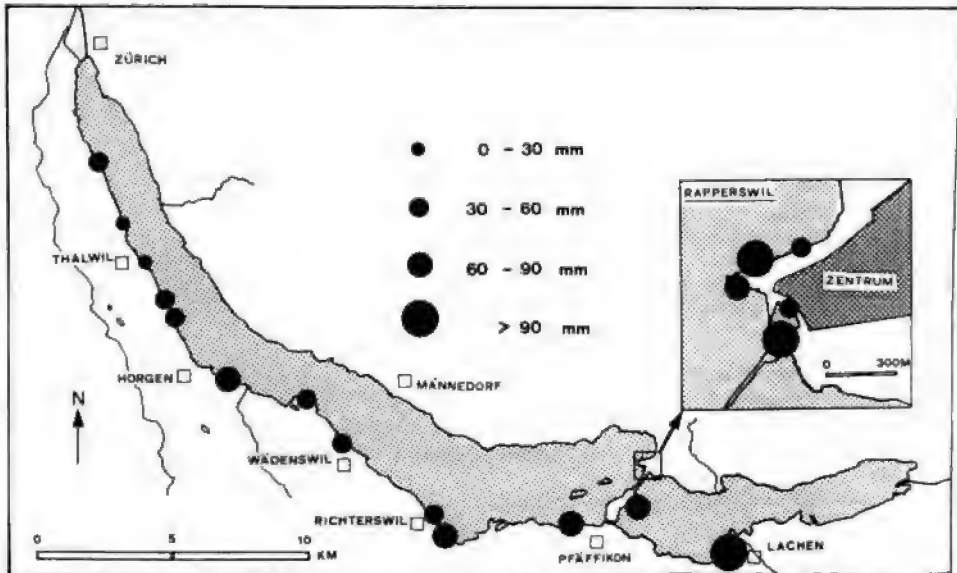 ZÜRICH
0 - 30 mm
30 - 60 mm
60 - 90 mm
> 90 mm
RAPPERSWIL
ZENTRUM
0 300M
THALWIL
HORGEN
MÄNNEDORF
N
WÄDENSWIL
RICHTERSWIL
PFÄFFIKON
LACHEN
0 5 10
KM